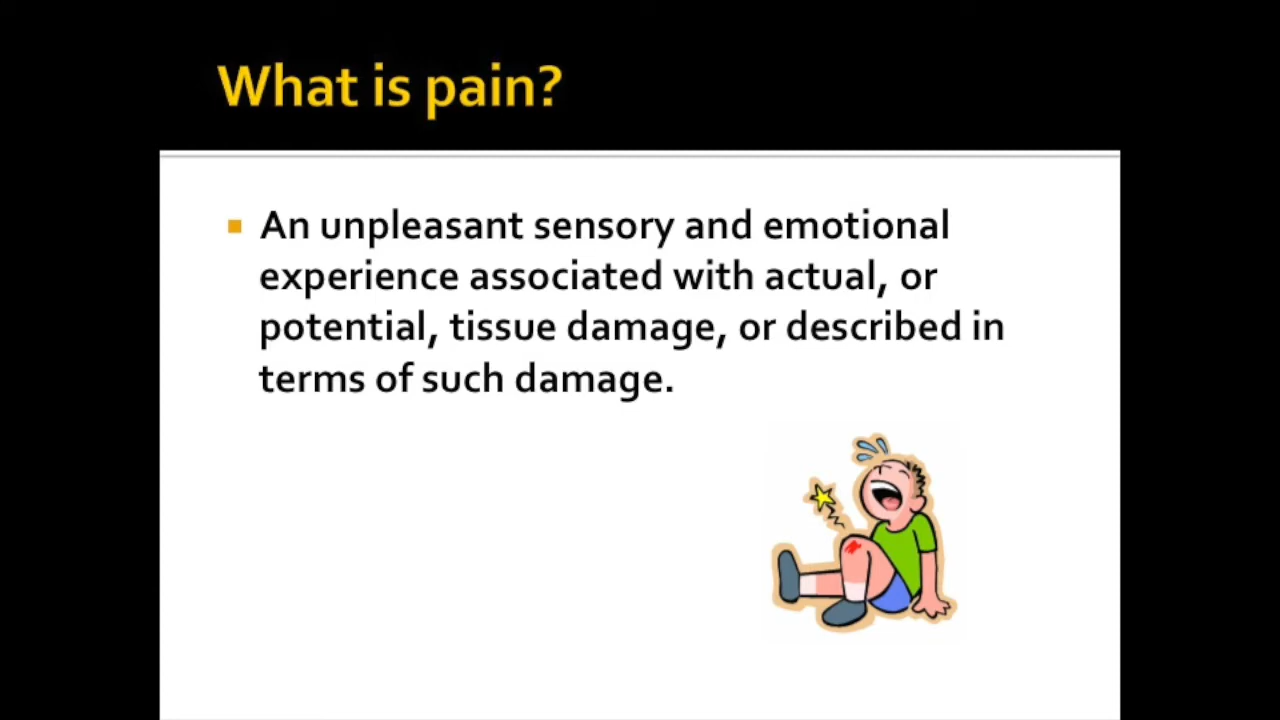 What is pain?
An unpleasant sensory and emotional
experience associated with actual, or
potential, tissue damage, or described in
terms of such damage.